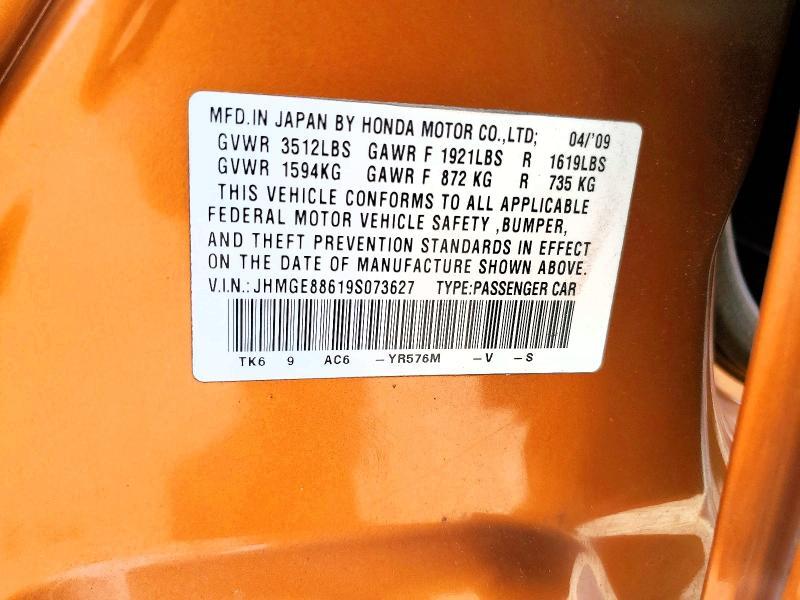 MFD.IN JAPAN BY HONDA MOTOR CO.,LTD; 04/'09
GVWR 3512LBS GAWR F 1921LBS R 1619LBS
GVWR 1594KG GAWR F 872 KG R 735 KG
THIS VEHICLE CONFORMS TO ALL APPLICABLE
FEDERAL MOTOR VEHICLE SAFETY ,BUMPER,
AND THEFT PREVENTION STANDARDS IN EFFECT
ON THE DATE OF MANUFACTURE SHOWN ABOVE.
V.I.N.:JHMGE88619S073627 TYPE:PASSENGER CAR
TK6 9 AC6 –YR576M –V –S